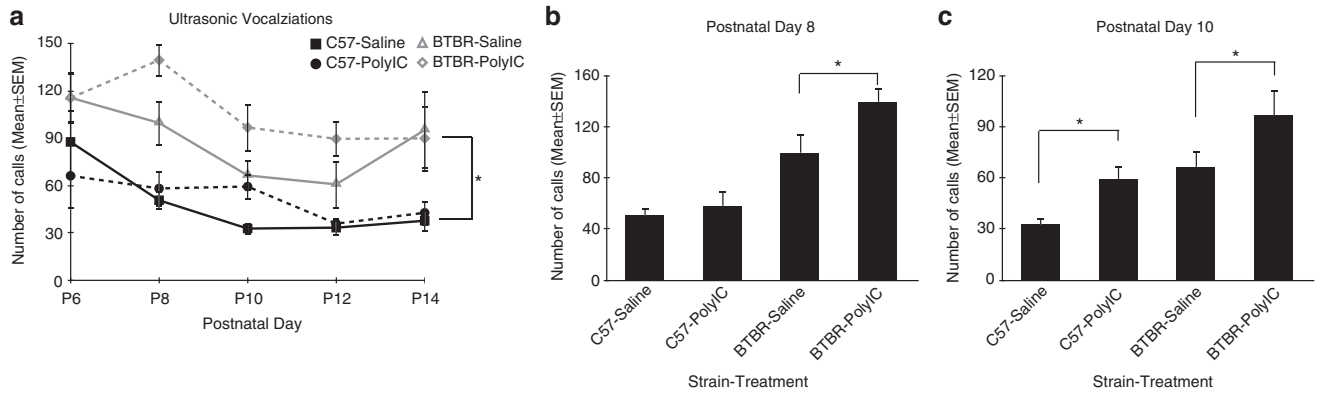 a
Ultrasonic Vocalziations
C57-Saline
BTBR-Saline
C57-PolyIC
BTBR-PolyIC
Number of calls (Mean±SEM)
150
120
90
60
30
0
*
P6 P8 P10 P12 P14
Postnatal Day
b
Postnatal Day 8
Number of calls (Mean±SEM)
160
120
80
40
0
*
C57-Saline
C57-PolyIC
BTBR-Saline
BTBR-PolyIC
Strain-Treatment
c
Postnatal Day 10
Number of calls (Mean±SEM)
120
90
60
30
0
*
*
C57-Saline
C57-PolyIC
BTBR-Saline
BTBR-PolyIC
Strain-Treatment